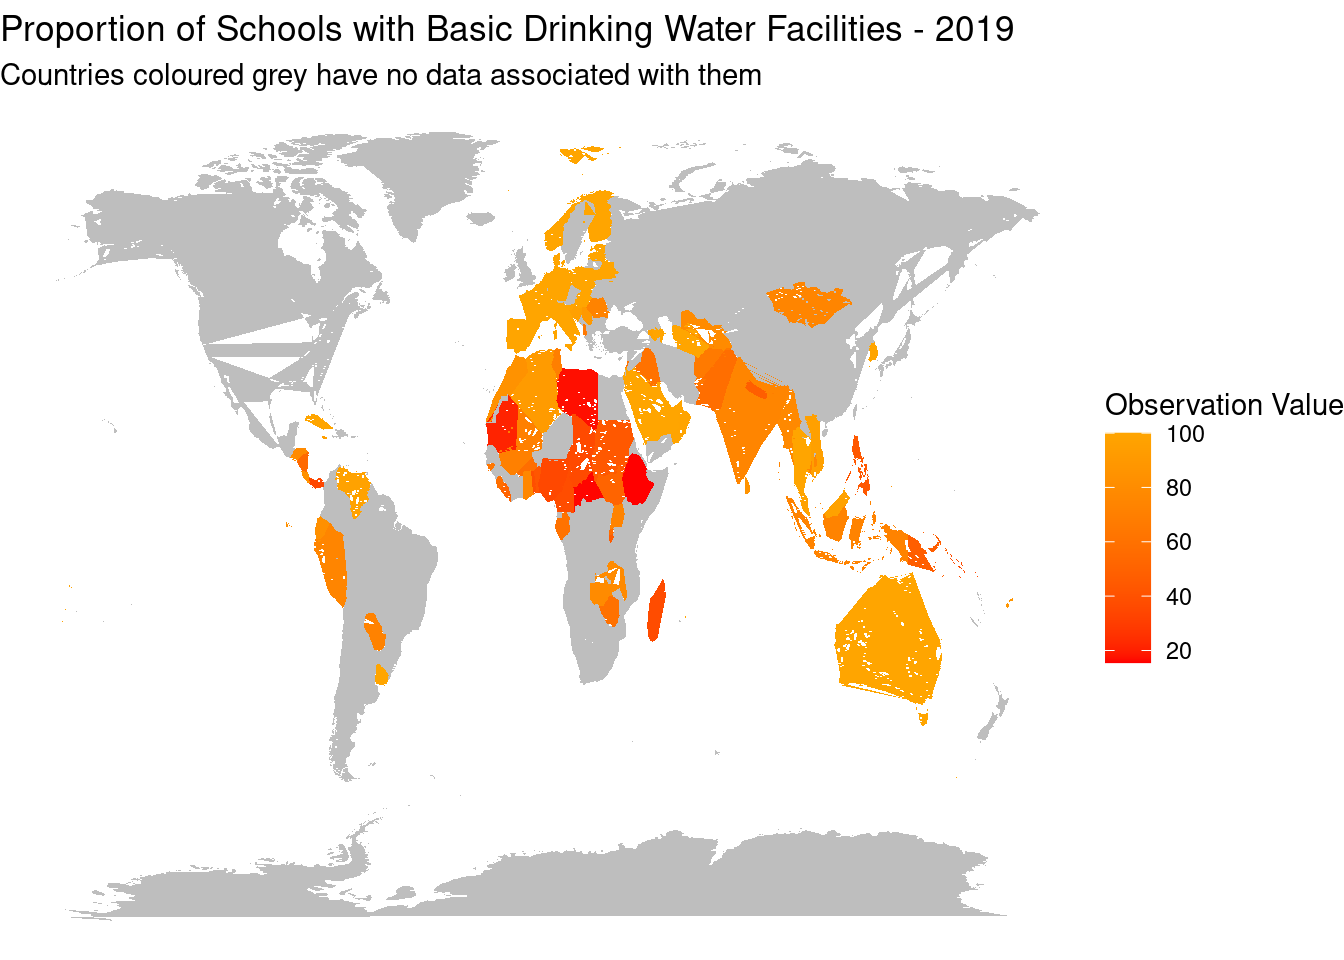 Proportion of Schools with Basic Drinking Water Facilities - 2019
Countries coloured grey have no data associated with them
Observation Value
100
80
60
40
20